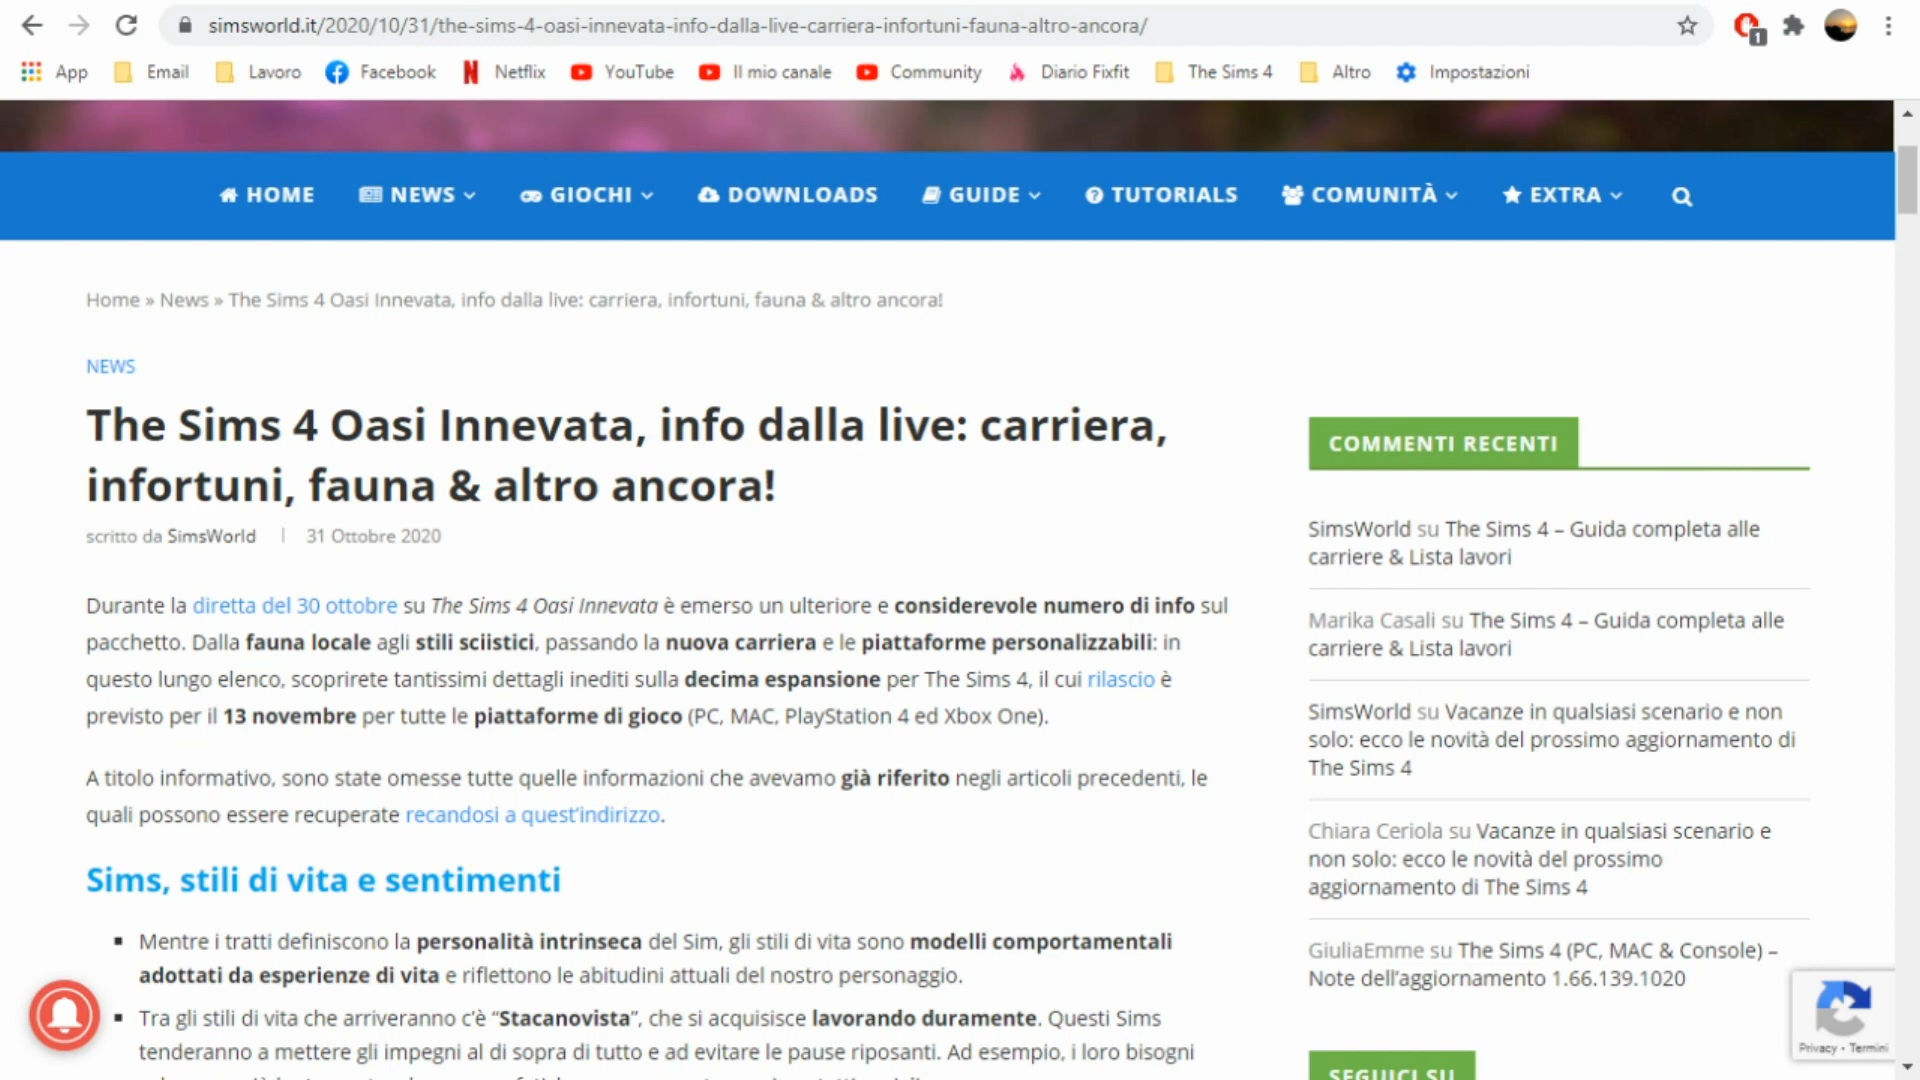 simsworld.it/2020/10/31/the-sims-4-oasi-innevata-info-dalla-live-carriera-infortuni-fauna-altro-ancora/
1
App Email Lavoro Facebook Netflix YouTube Il mio canale Community Diario Fixfit The Sims 4 Altro Impostazioni
HOME NEWS GIOCHI DOWNLOADS GUIDE TUTORIALS COMUNITÀ EXTRA
Home » News » The Sims 4 Oasi Innevata, info dalla live: carriera, infortuni, fauna & altro ancora!
NEWS
The Sims 4 Oasi Innevata, info dalla live: carriera,
infortuni, fauna & altro ancora!
scritto da SimsWorld | 31 Ottobre 2020
Durante la diretta del 30 ottobre su The Sims 4 Oasi Innevata è emerso un ulteriore e considerevole numero di info sul
pacchetto. Dalla fauna locale agli stili sciistici, passando la nuova carriera e le piattaforme personalizzabili: in
questo lungo elenco, scoprirete tantissimi dettagli inediti sulla decima espansione per The Sims 4, il cui rilascio è
previsto per il 13 novembre per tutte le piattaforme di gioco (PC, MAC, PlayStation 4 ed Xbox One).
A titolo informativo, sono state omesse tutte quelle informazioni che avevamo già riferito negli articoli precedenti, le
quali possono essere recuperate recandosi a quest'indirizzo.
Sims, stili di vita e sentimenti
Mentre i tratti definiscono la personalità intrinseca del Sim, gli stili di vita sono modelli comportamentali
adottati da esperienze di vita e riflettono le abitudini attuali del nostro personaggio.
Tra gli stili di vita che arriveranno c'è "Stacanovista", che si acquisisce lavorando duramente. Questi Sims
tenderanno a mettere gli impegni al di sopra di tutto e ad evitare le pause riposanti. Ad esempio, i loro bisogni
COMMENTI RECENTI
SimsWorld su The Sims 4 – Guida completa alle
carriere & Lista lavori
Marika Casali su The Sims 4 – Guida completa alle
carriere & Lista lavori
SimsWorld su Vacanze in qualsiasi scenario e non
solo: ecco le novità del prossimo aggiornamento di
The Sims 4
Chiara Ceriola su Vacanze in qualsiasi scenario e
non solo: ecco le novità del prossimo
aggiornamento di The Sims 4
GiuliaEmme su The Sims 4 (PC, MAC & Console) –
Note dell'aggiornamento 1.66.139.1020
Privacy - Termini
SEGUICI SU